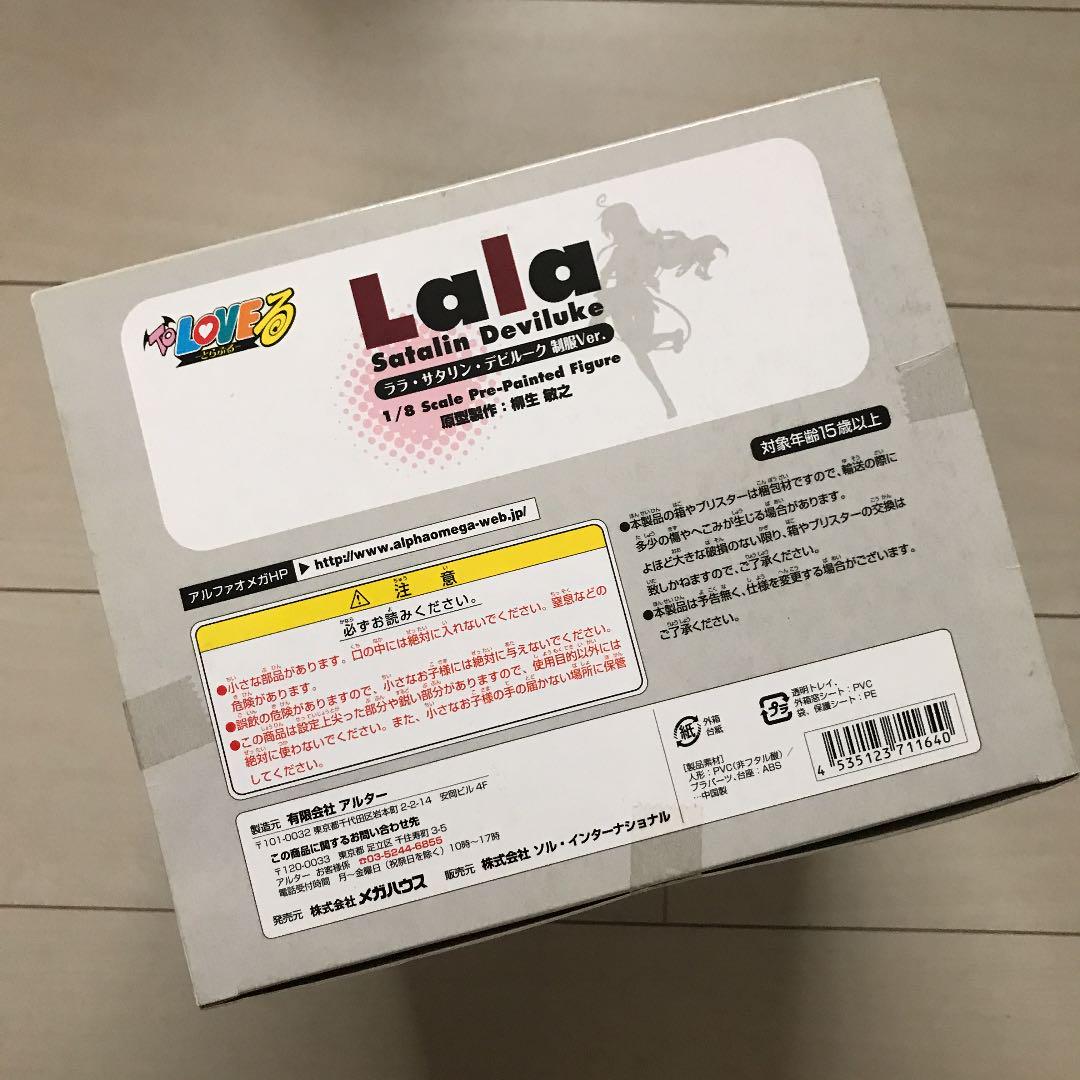 To LOVEる
―とらぶる―
Lala
Satalin Deviluke
ララ・サタリン・デビルーク 制服Ver.
1/8 Scale Pre-Painted Figure
原型製作：柳生 敏之
対象年齢15歳以上
●本製品の箱やブリスターは梱包材ですので、輸送の際に
多少の傷やへこみが生じる場合があります。
よほど大きな破損のない限り、箱やブリスターの交換は
致しかねますので、ご了承ください。
●本製品は予告無く、仕様を変更する場合がございます。
ご了承ください。
アルファオメガHP ▶ http://www.alphaomega-web.jp/
⚠ 注意
必ずお読みください。
●小さな部品があります。口の中には絶対に入れないでください。窒息などの
危険があります。
●誤飲の危険がありますので、小さなお子様には絶対に与えないでください。
●この商品は設定上尖った部分や鋭い部分がありますので、使用目的以外には
絶対に使わないでください。また、小さなお子様の手の届かない場所に保管
してください。
製造元 有限会社 アルター
〒101-0032 東京都千代田区岩本町 2-2-14 安岡ビル 4F
この商品に関するお問い合わせ先
〒120-0033 東京都 足立区 千住寿町 3-5
アルター お客様係 ☎03-5244-6855
電話受付時間 月〜金曜日（祝祭日を除く）10時〜17時
発売元 株式会社 メガハウス 販売元 株式会社 ソル・インターナショナル
紙
外箱
台紙
プラ
透明トレイ、
外箱窓シート：PVC
袋、保護シート：PE
［製品素材］
人形：PVC（非フタル酸）／
プラパーツ、台座：ABS
…中国製
4 535123 711640